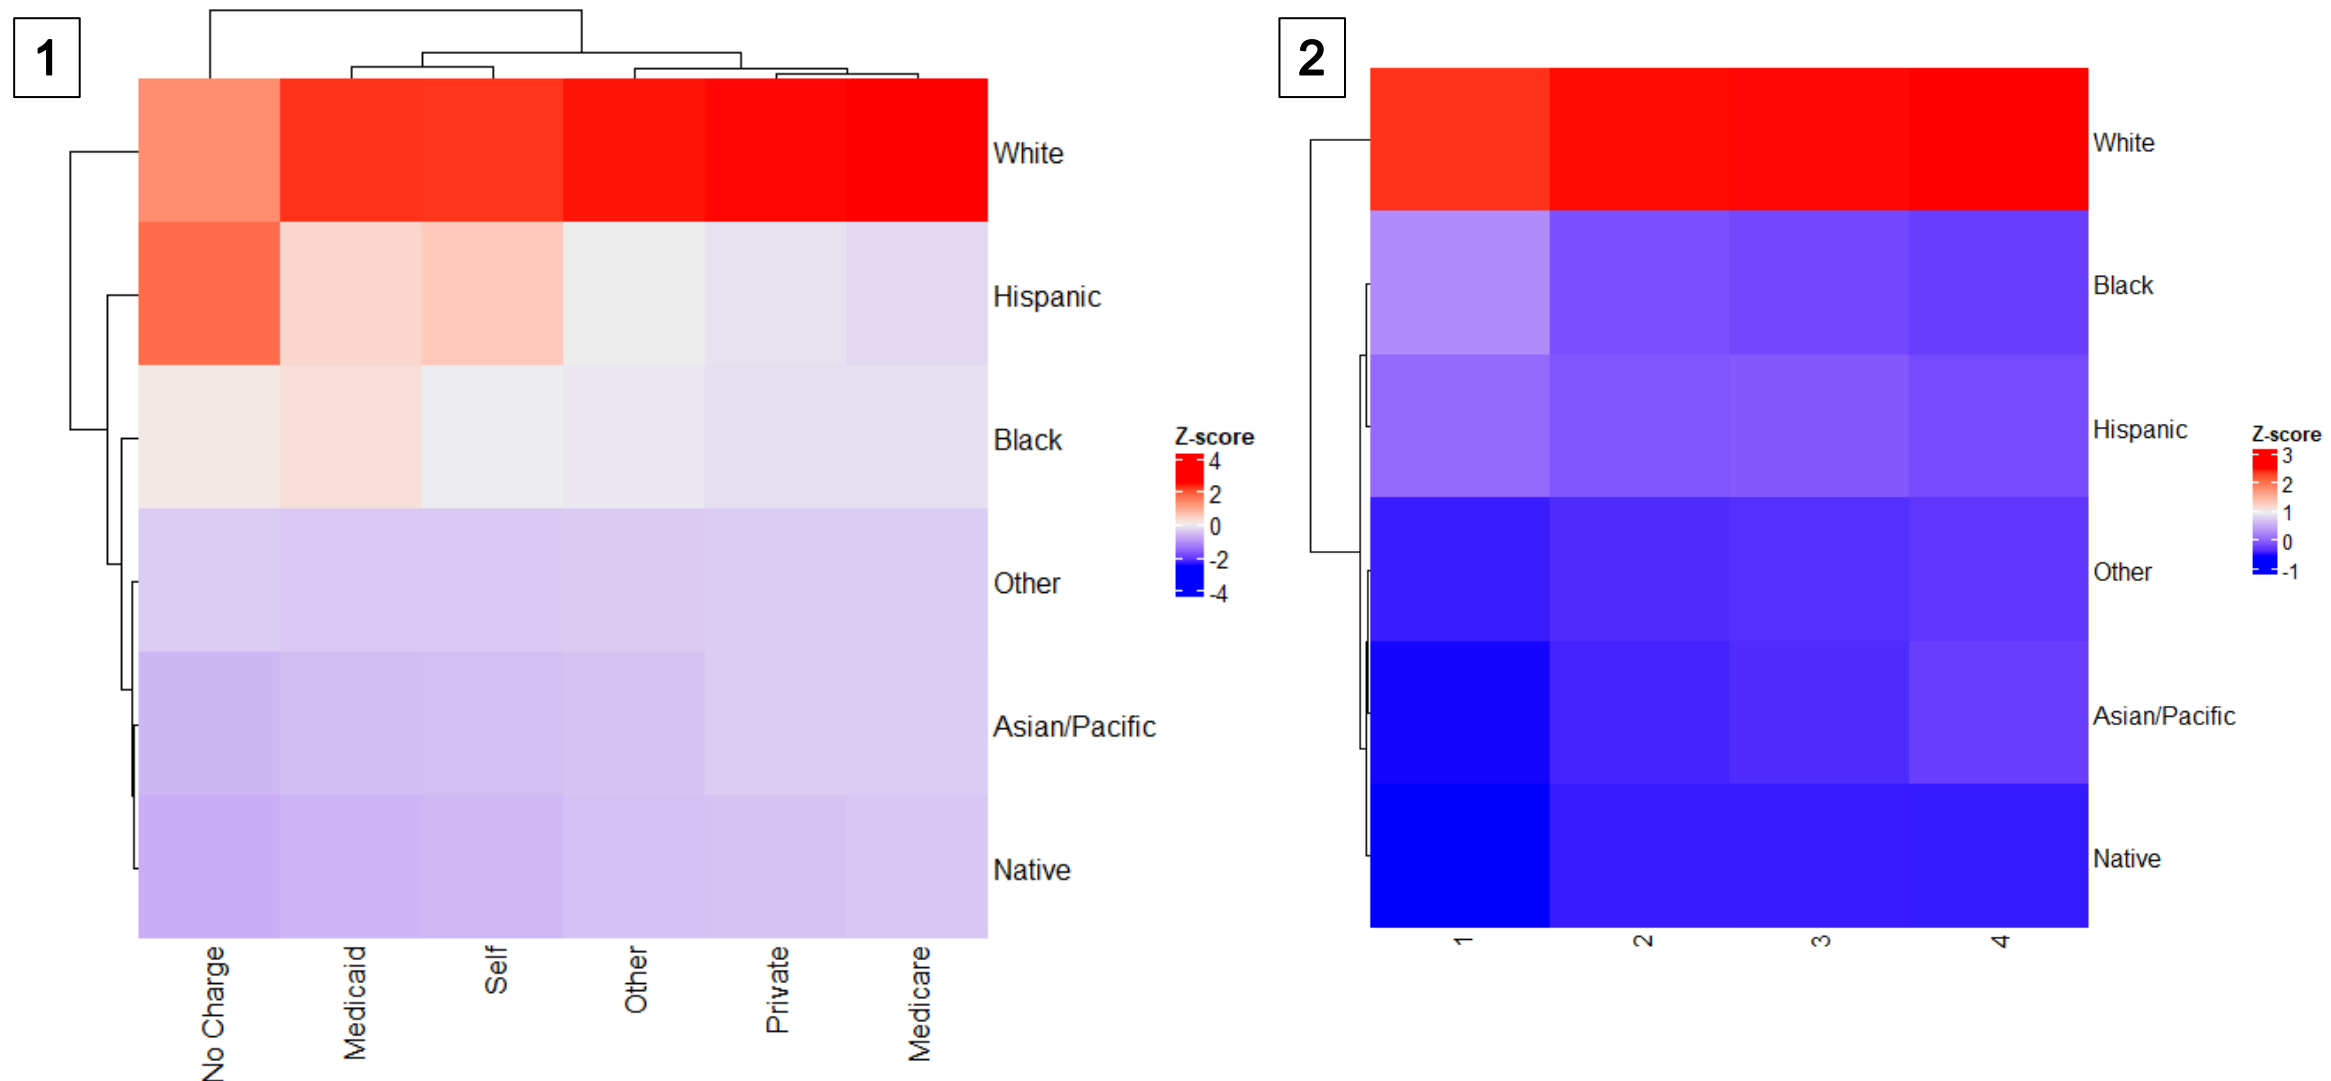 1
White
Hispanic
Black
Other
Asian/Pacific
Native
Z-score
4
2
0
-2
-4
No Charge
Medicaid
Self
Other
Private
Medicare
2
White
Black
Hispanic
Other
Asian/Pacific
Native
Z-score
3
2
1
0
-1
1
2
3
4